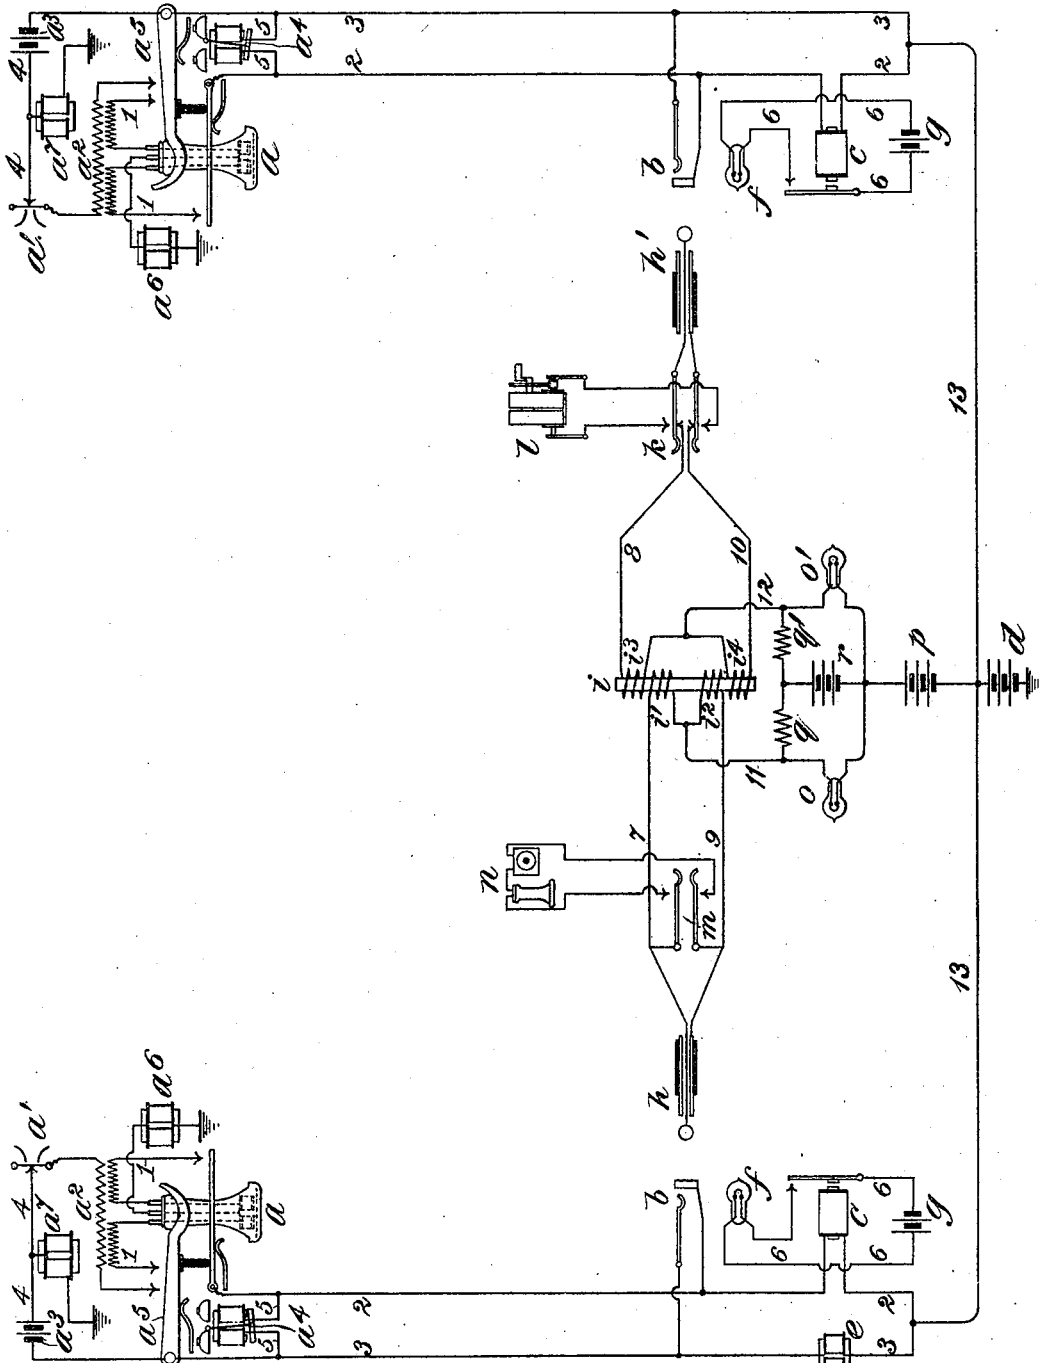 4 a³
a⁷ 4
a'
a⁵
1 a² 1
a⁶
a
5 5 a⁴
3
2
3
2
b
f 6 6
c 6
g
h'
l
k
8
10
13
i i³ i⁴
12 o'
q'
r p d
i' i²
q
11
o
n
7
9
m
13
h
a' 4
a⁷ 4
a³
a⁶
1 a² 1
a
a⁵
5 5 a⁴
2
3
b
f 6 6
c 6
g
2
e 3